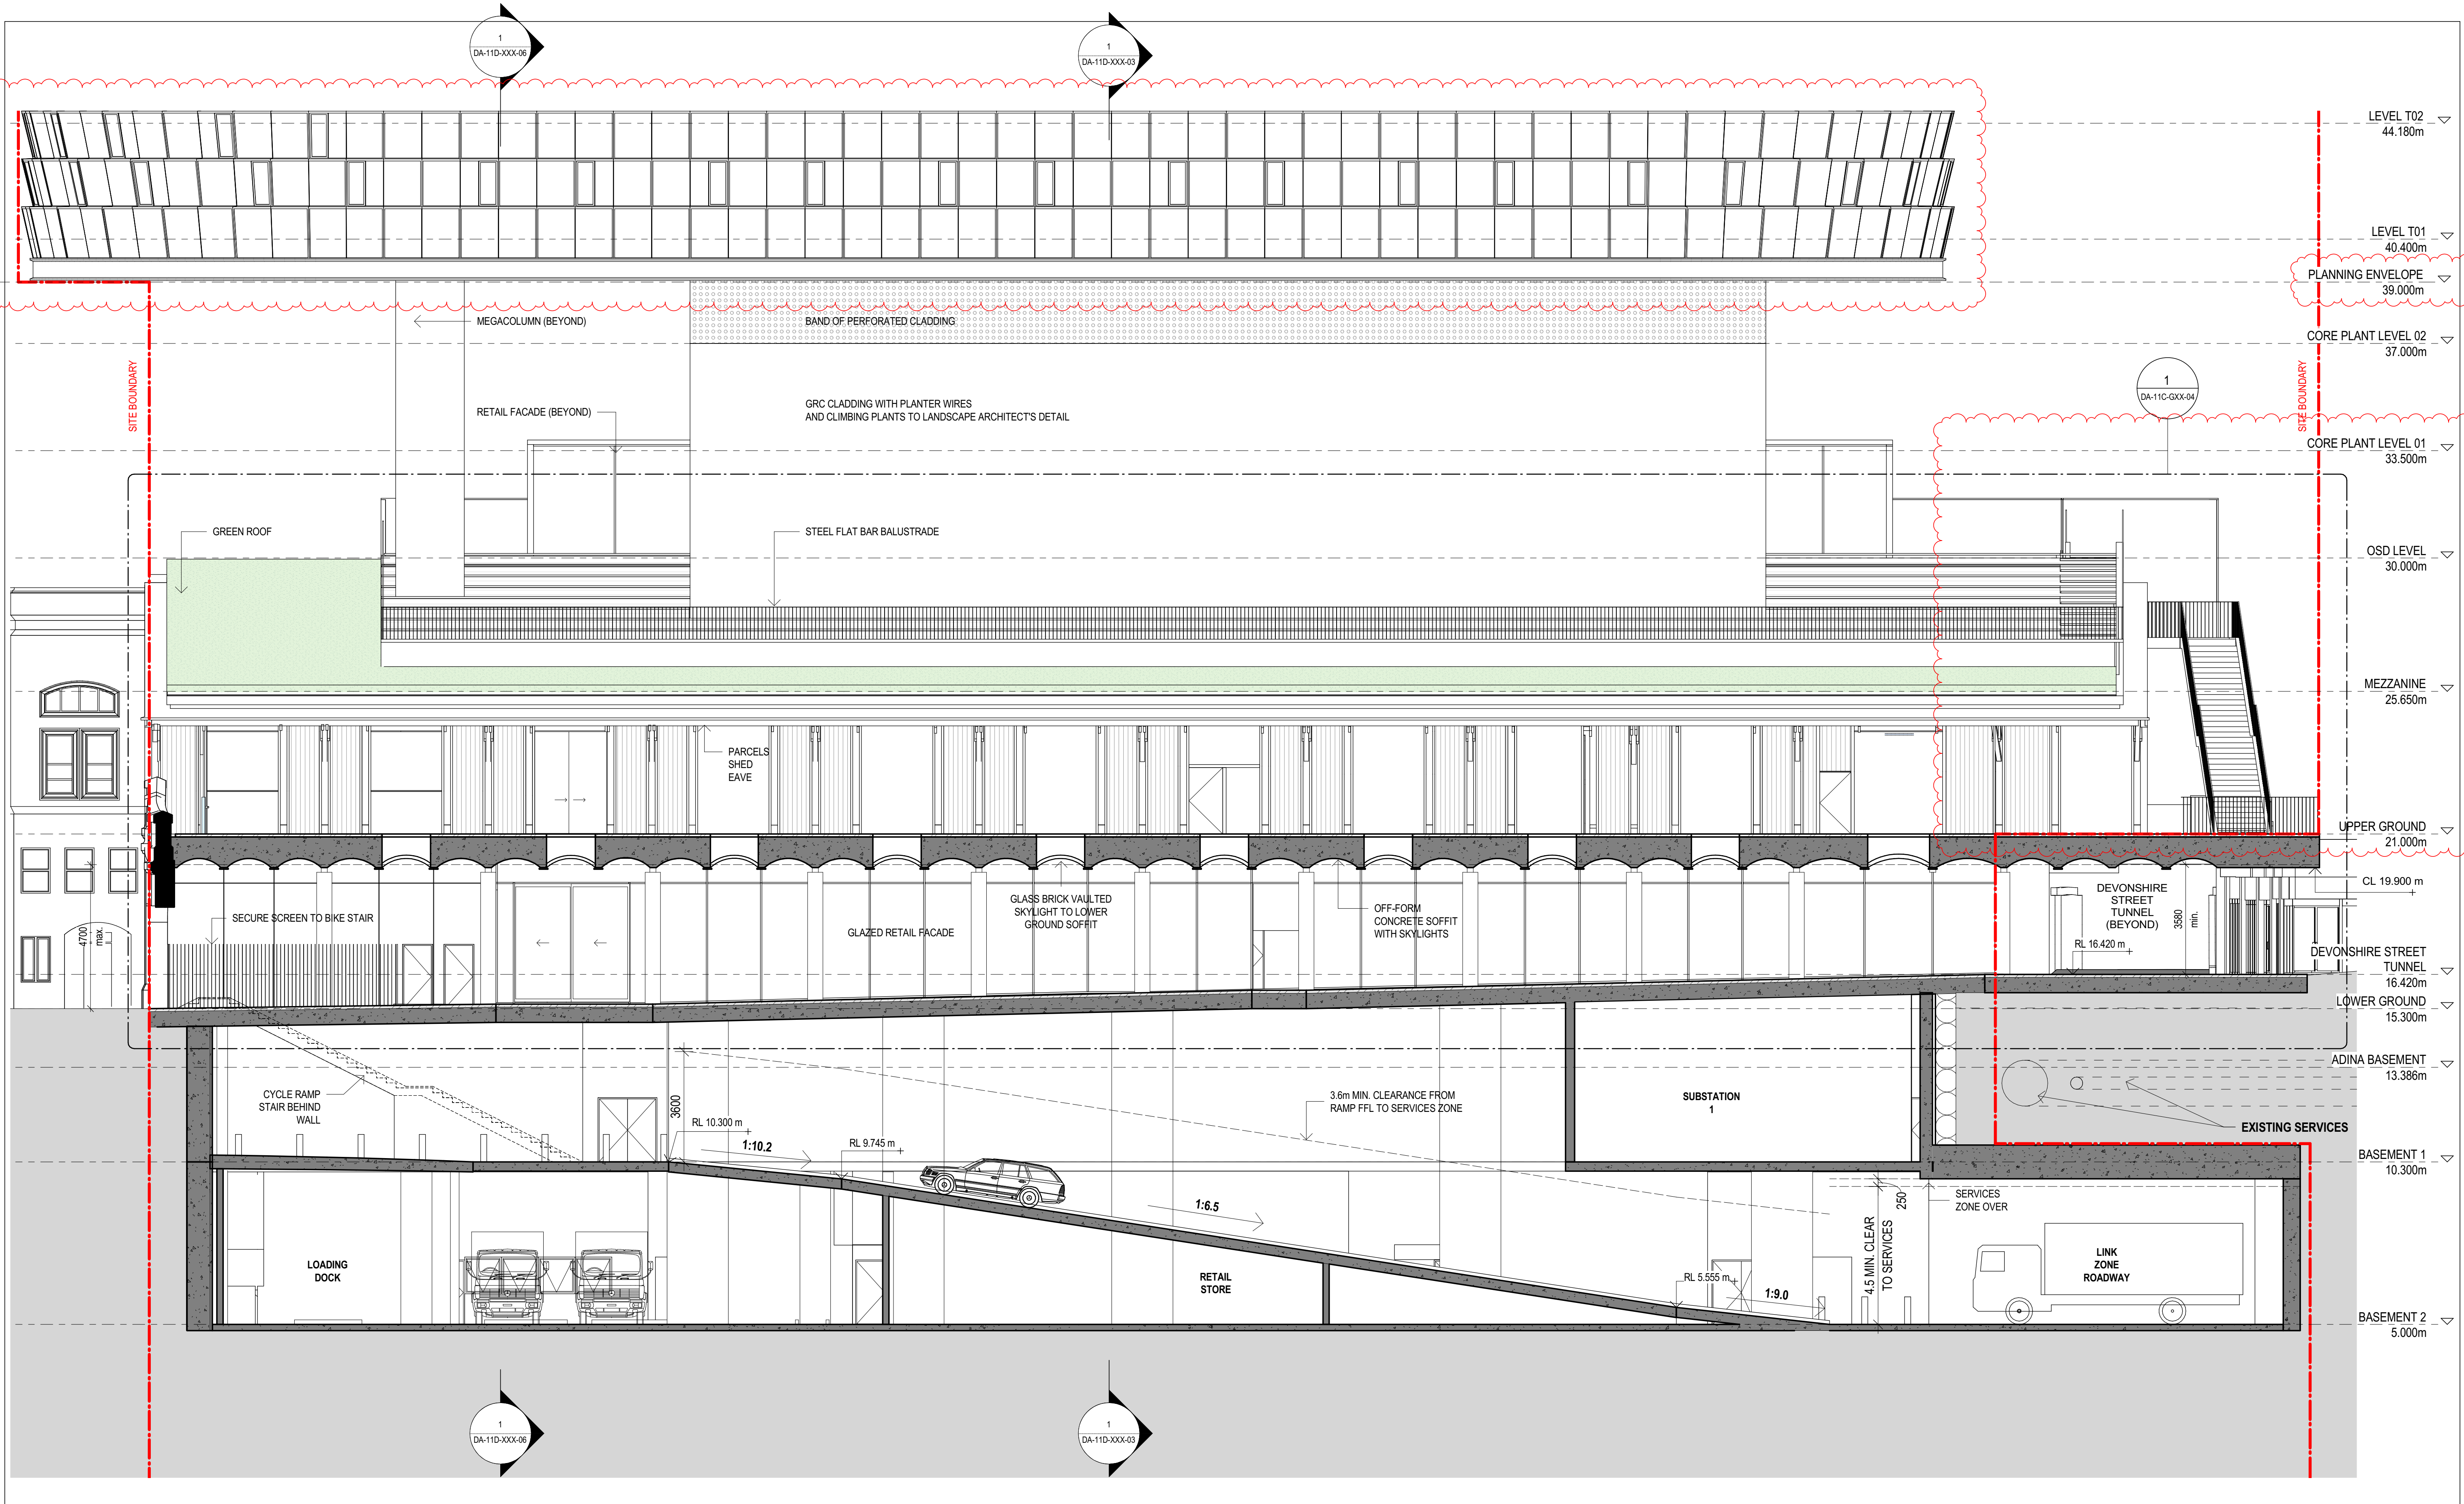 1
DA-11D-XXX-06
1
DA-11D-XXX-03
LEVEL T02
44.180m
LEVEL T01
40.400m
PLANNING ENVELOPE
39.000m
MEGACOLUMN (BEYOND)
BAND OF PERFORATED CLADDING
CORE PLANT LEVEL 02
37.000m
SITE BOUNDARY
SITE BOUNDARY
1
DA-11C-GXX-04
RETAIL FACADE (BEYOND)
GRC CLADDING WITH PLANTER WIRES
AND CLIMBING PLANTS TO LANDSCAPE ARCHITECT'S DETAIL
CORE PLANT LEVEL 01
33.500m
GREEN ROOF
STEEL FLAT BAR BALUSTRADE
OSD LEVEL
30.000m
MEZZANINE
25.650m
PARCELS
SHED
EAVE
UPPER GROUND
21.000m
CL 19.900 m
DEVONSHIRE
STREET
TUNNEL
(BEYOND)
3580
min.
RL 16.420 m
GLASS BRICK VAULTED
SKYLIGHT TO LOWER
GROUND SOFFIT
OFF-FORM
CONCRETE SOFFIT
WITH SKYLIGHTS
SECURE SCREEN TO BIKE STAIR
GLAZED RETAIL FACADE
4700
max.
DEVONSHIRE STREET
TUNNEL
16.420m
LOWER GROUND
15.300m
ADINA BASEMENT
13.386m
CYCLE RAMP
STAIR BEHIND
WALL
3600
3.6m MIN. CLEARANCE FROM
RAMP FFL TO SERVICES ZONE
SUBSTATION
1
EXISTING SERVICES
RL 10.300 m
1:10.2
RL 9.745 m
BASEMENT 1
10.300m
1:6.5
250
SERVICES
ZONE OVER
4.5 MIN. CLEAR
TO SERVICES
LOADING
DOCK
RETAIL
STORE
RL 5.555 m
1:9.0
LINK
ZONE
ROADWAY
BASEMENT 2
5.000m
1
DA-11D-XXX-06
1
DA-11D-XXX-03